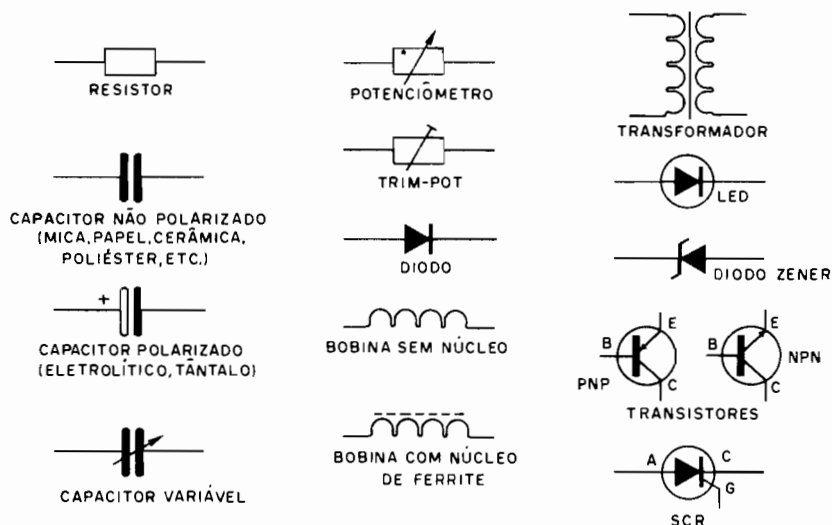 RESISTOR
CAPACITOR NÃO POLARIZADO
(MICA, PAPEL, CERÂMICA,
POLIÉSTER, ETC.)
+
CAPACITOR POLARIZADO
(ELETROLÍTICO, TÂNTALO)
CAPACITOR VARIÁVEL
POTENCIÔMETRO
TRIM-POT
DIODO
BOBINA SEM NÚCLEO
BOBINA COM NÚCLEO
DE FERRITE
TRANSFORMADOR
LED
DIODO ZENER
E
B
C
PNP
E
B
C
NPN
TRANSISTORES
A
C
G
SCR